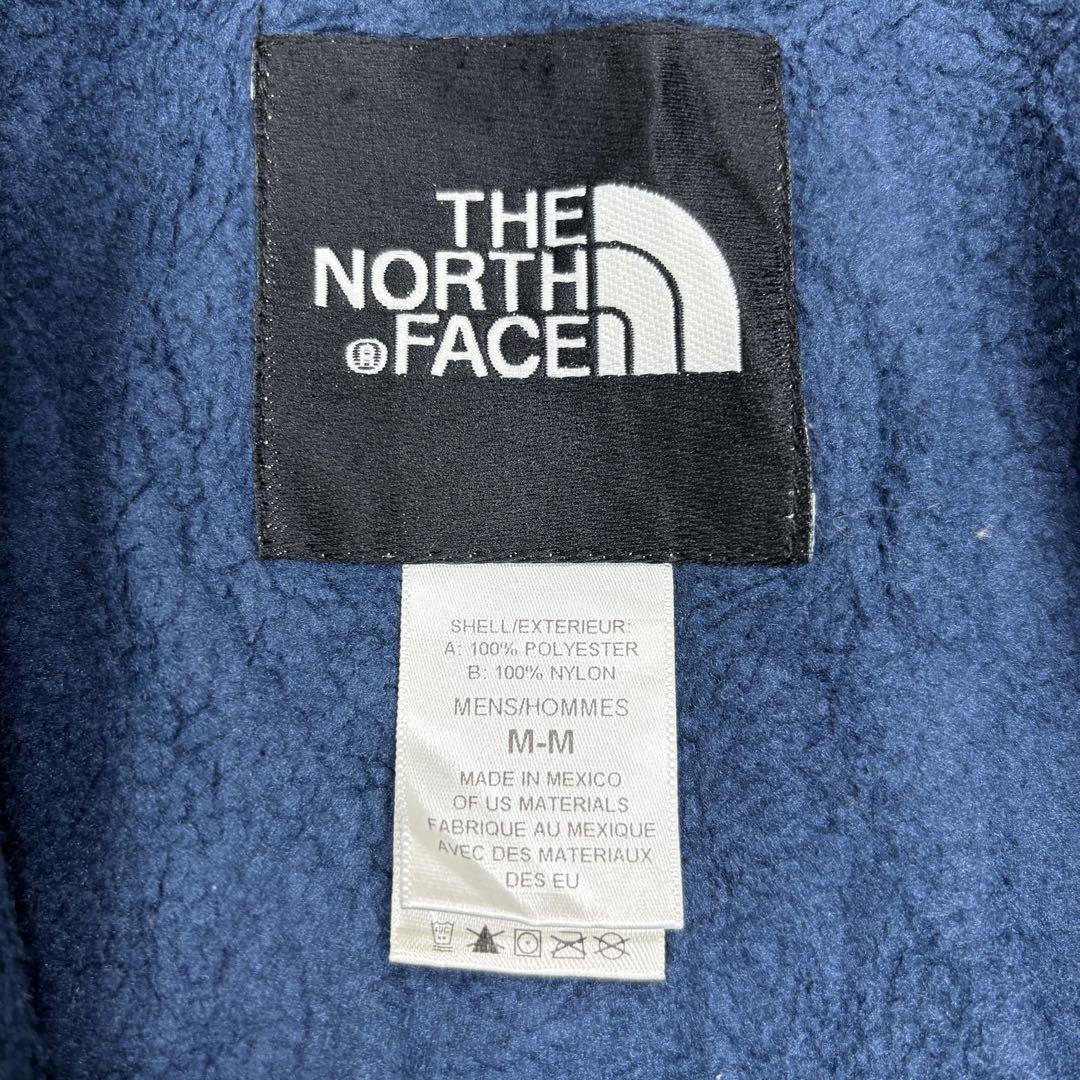 THE
NORTH
®FACE
SHELL/EXTERIEUR:
A: 100% POLYESTER
B: 100% NYLON
MENS/HOMMES
M-M
MADE IN MEXICO
OF US MATERIALS
FABRIQUE AU MEXIQUE
AVEC DES MATERIAUX
DES EU